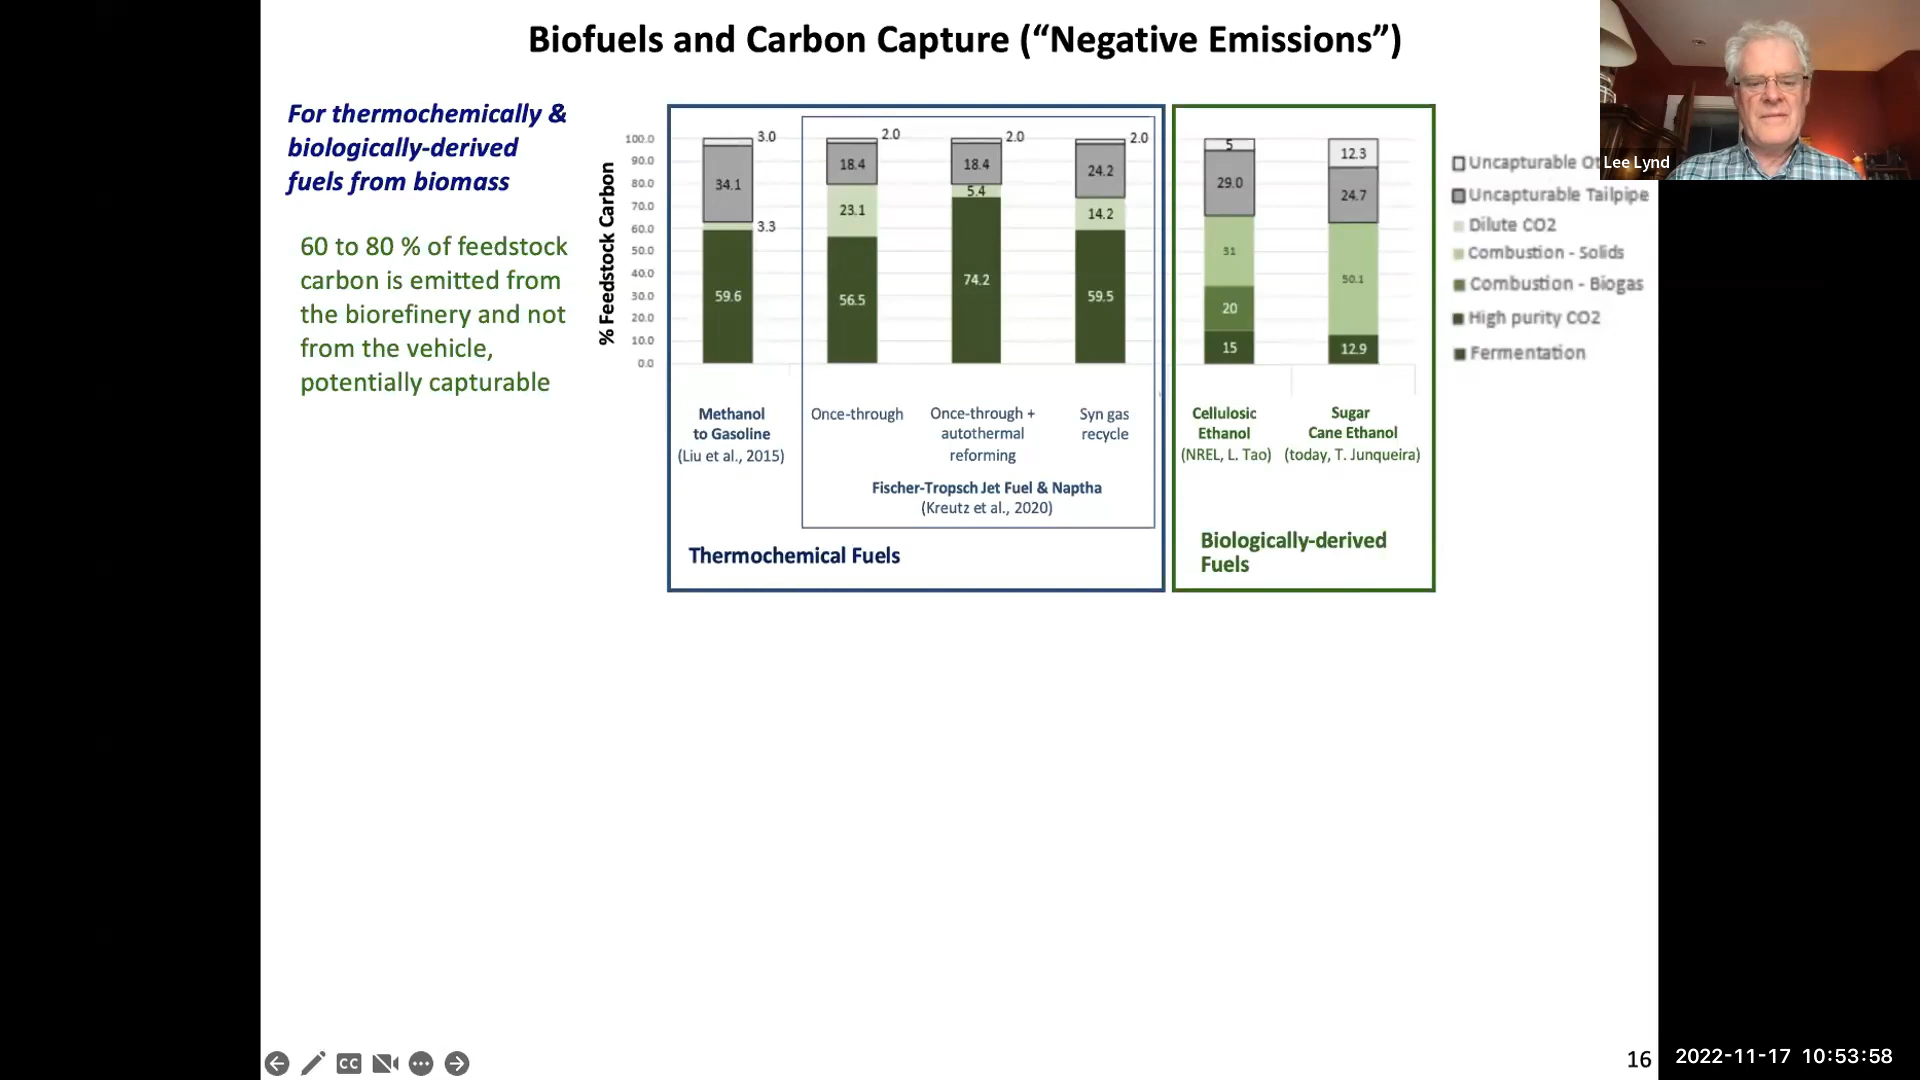 Biofuels and Carbon Capture (“Negative Emissions”)
For thermochemically &
biologically-derived
fuels from biomass
60 to 80 % of feedstock
carbon is emitted from
the biorefinery and not
from the vehicle,
potentially capturable
% Feedstock Carbon
100.0
90.0
80.0
70.0
60.0
50.0
40.0
30.0
20.0
10.0
0.0
3.0
34.1
3.3
59.6
2.0
18.4
23.1
56.5
2.0
18.4
5.4
74.2
2.0
24.2
14.2
59.5
5
29.0
31
20
15
12.3
24.7
50.1
12.9
Methanol
to Gasoline
(Liu et al., 2015)
Once-through
Once-through +
autothermal
reforming
Syn gas
recycle
Fischer-Tropsch Jet Fuel & Naptha
(Kreutz et al., 2020)
Thermochemical Fuels
Cellulosic
Ethanol
(NREL, L. Tao)
Sugar
Cane Ethanol
(today, T. Junqueira)
Biologically-derived
Fuels
Uncapturable
Uncapturable Tailpipe
Dilute CO2
Combustion - Solids
Combustion - Biogas
High purity CO2
Fermentation
Lee Lynd
CC
16
2022-11-17 10:53:58